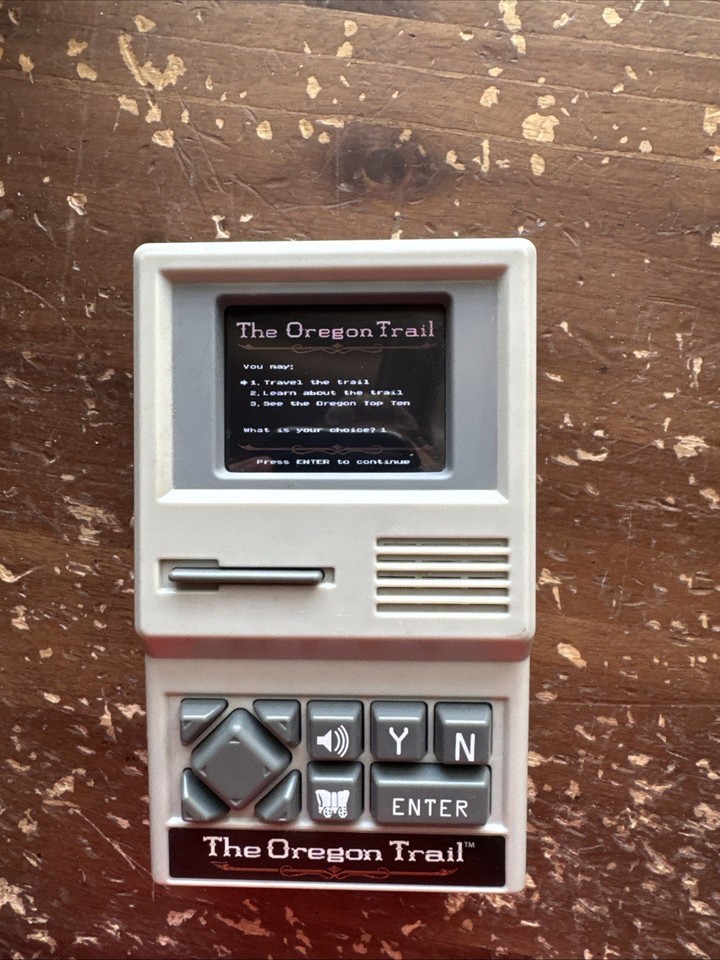 The Oregon Trail
You may:
1. Travel the trail
2. Learn about the trail
3. See the Oregon Top Ten
What is your choice? 1
Press ENTER to continue
Y N
ENTER
The Oregon Trail™